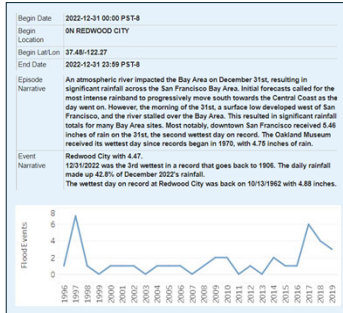 Begin Date 2022-12-31 00:00 PST-8
Begin Location 0N REDWOOD CITY
Begin Lat/Lon 37.48/-122.27
End Date 2022-12-31 23:59 PST-8
Episode Narrative An atmospheric river impacted the Bay Area on December 31st, resulting in
significant rainfall across the San Francisco Bay Area. Initial forecasts called for the
most intense rainband to progressively move south towards the Central Coast as the
day went on. However, the morning of the 31st, a surface low developed west of San
Francisco, and the river stalled over the Bay Area. This resulted in significant rainfall
totals for many Bay Area sites. Most notably, downtown San Francisco received 5.46
inches of rain on the 31st, the second wettest day on record. The Oakland Museum
received its wettest day since records began in 1970, with 4.75 inches of rain.
Event Narrative Redwood City with 4.47.
12/31/2022 was the 3rd wettest in a record that goes back to 1906. The daily rainfall
made up 42.8% of December 2022's rainfall.
The wettest day on record at Redwood City was back on 10/13/1962 with 4.88 inches.
Flood Events
8
6
4
2
0
1996 1997 1998 1999 2000 2001 2002 2003 2004 2005 2006 2007 2008 2009 2010 2011 2012 2013 2014 2015 2016 2017 2018 2019